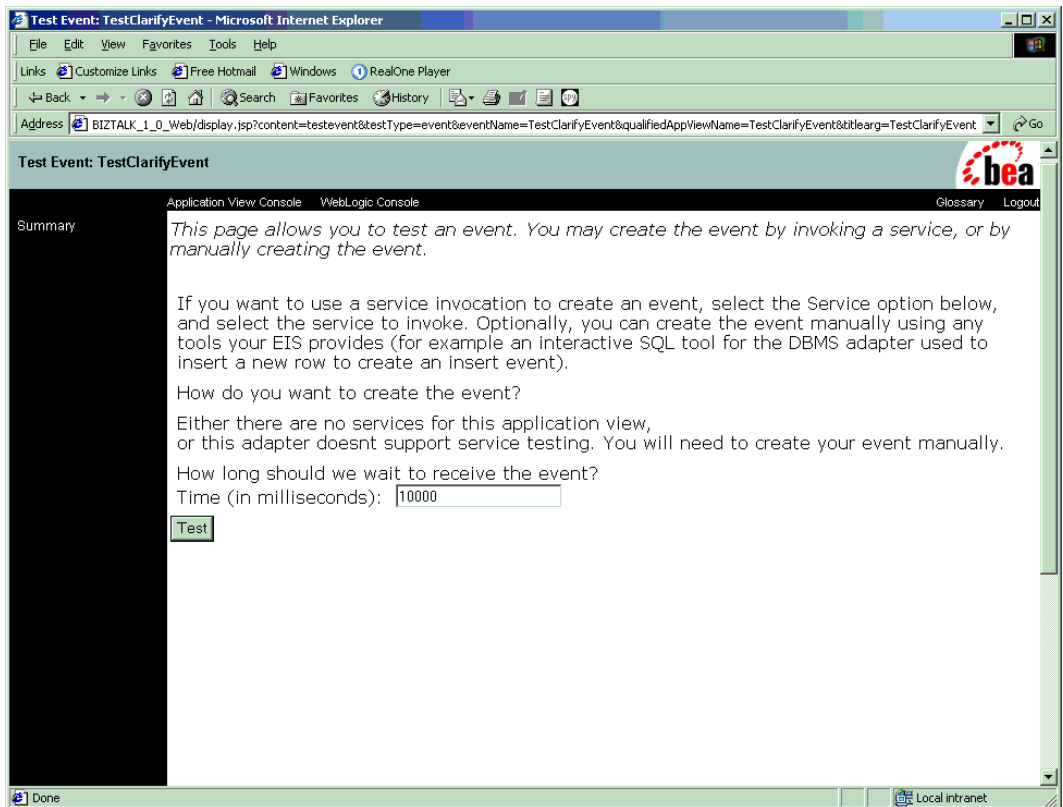 Test Event: TestClarifyEvent - Microsoft Internet Explorer
File Edit View Favorites Tools Help
Links Customize Links Free Hotmail Windows RealOne Player
Back Search Favorites History
Address BIZTALK_1_0_Web/display.jsp?content=testevent&testType=event&eventName=TestClarifyEvent&qualifiedAppViewName=TestClarifyEvent&titlearg=TestClarifyEvent Go
Test Event: TestClarifyEvent
bea
Application View Console WebLogic Console Glossary Logout
Summary
This page allows you to test an event. You may create the event by invoking a service, or by
manually creating the event.
If you want to use a service invocation to create an event, select the Service option below,
and select the service to invoke. Optionally, you can create the event manually using any
tools your EIS provides (for example an interactive SQL tool for the DBMS adapter used to
insert a new row to create an insert event).
How do you want to create the event?
Either there are no services for this application view,
or this adapter doesnt support service testing. You will need to create your event manually.
How long should we wait to receive the event?
Time (in milliseconds): 10000
Test
Done Local intranet